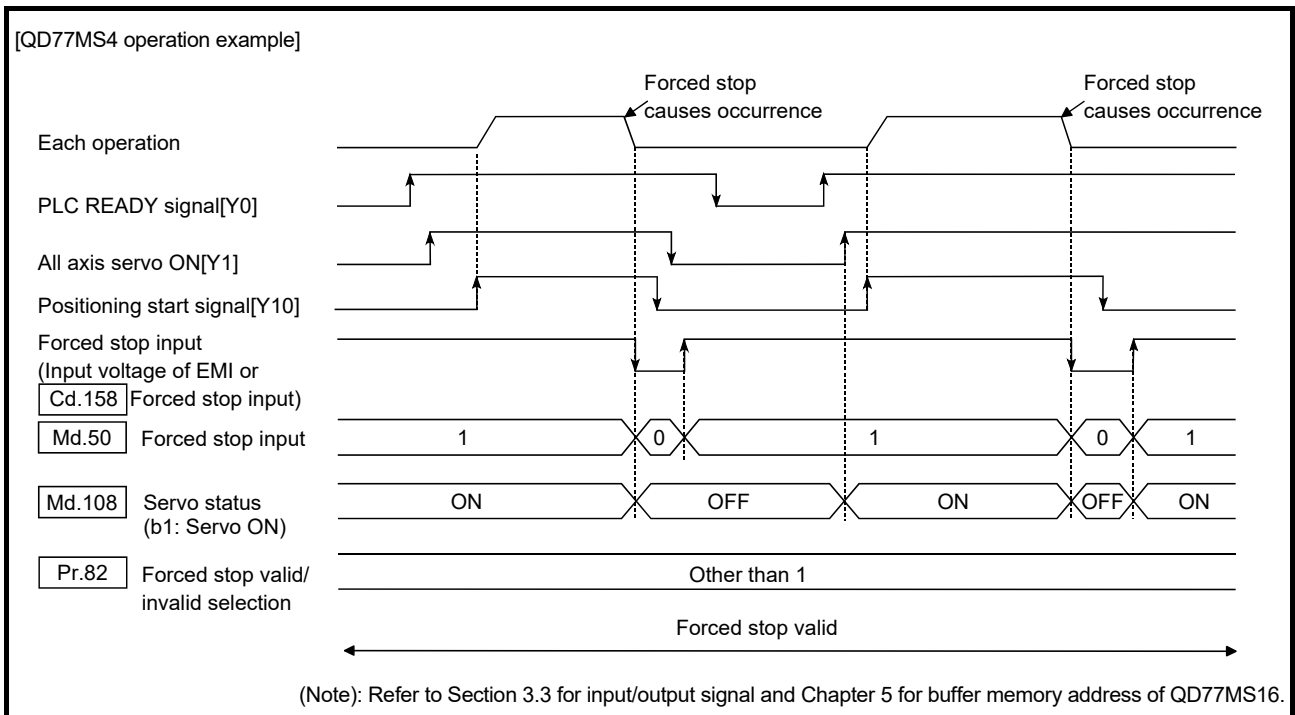 [QD77MS4 operation example]
Forced stop
causes occurrence
Forced stop
causes occurrence
Each operation
PLC READY signal[Y0]
All axis servo ON[Y1]
Positioning start signal[Y10]
Forced stop input
(Input voltage of EMI or
Cd.158 Forced stop input)
Md.50 Forced stop input 1 0 1 0 1
Md.108 Servo status ON OFF ON OFF ON
(b1: Servo ON)
Pr.82 Forced stop valid/ Other than 1
invalid selection
Forced stop valid
(Note): Refer to Section 3.3 for input/output signal and Chapter 5 for buffer memory address of QD77MS16.